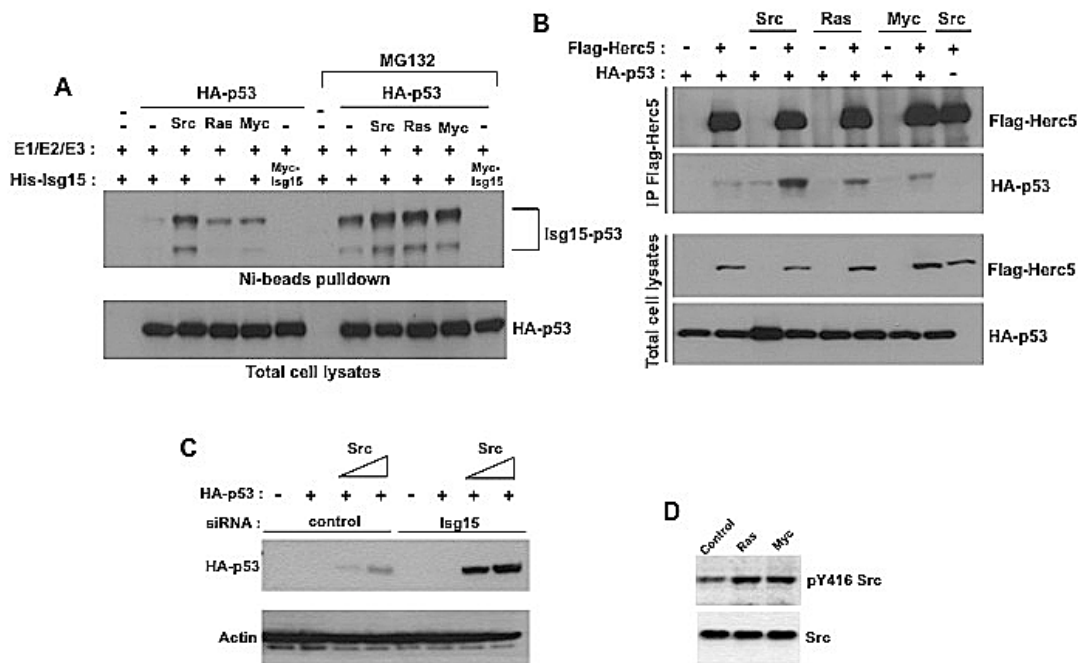 A
MG132
HA-p53 HA-p53
- -
- - Src Ras Myc - - Src Ras Myc -
E1/E2/E3 : + + + + + + + + + + + +
His-Isg15 : + + + + + Myc-Isg15 + + + + + Myc-Isg15
Isg15-p53
Ni-beads pulldown
HA-p53
Total cell lysates
B
Src Ras Myc Src
Flag-Herc5 : - + - + - + - + +
HA-p53 : + + + + + + + + -
IP Flag-Herc5
Flag-Herc5
HA-p53
Total cell lysates
Flag-Herc5
HA-p53
C
Src Src
HA-p53 : - + + + - + + +
siRNA : control Isg15
HA-p53
Actin
D
Control Ras Myc
pY416 Src
Src